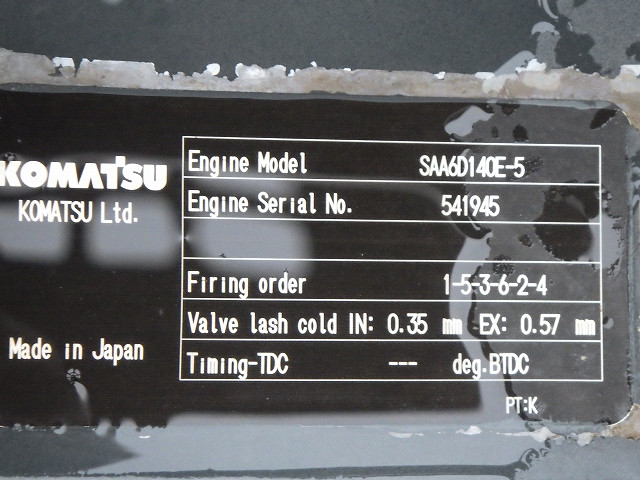 KOMATSU
KOMATSU Ltd.
Made in Japan
Engine Model SAA6D140E-5
Engine Serial No. 541945
Firing order 1-5-3-6-2-4
Valve lash cold IN: 0.35 mm EX: 0.57 mm
Timing-TDC --- deg.BTDC
PT:K